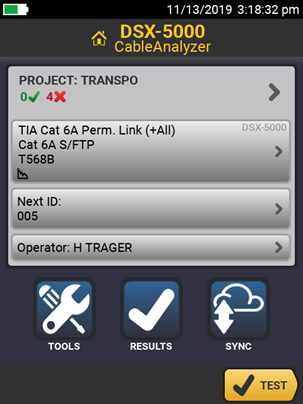 11/13/2019 3:18:32 pm
DSX-5000
CableAnalyzer
PROJECT: TRANSPO
0 4
TIA Cat 6A Perm. Link (+All)
DSX-5000
Cat 6A S/FTP
T568B
Next ID:
005
Operator: H TRAGER
TOOLS RESULTS SYNC
TEST